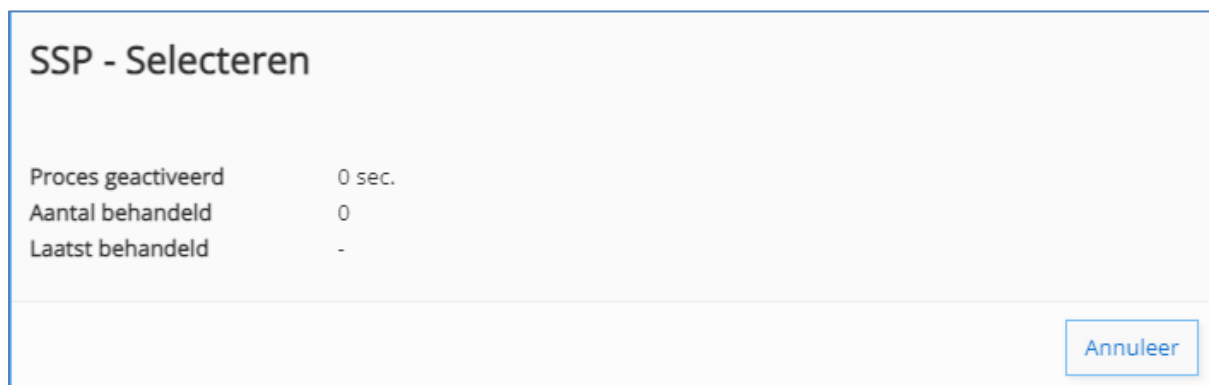 SSP - Selecteren
Proces geactiveerd 0 sec.
Aantal behandeld 0
Laatst behandeld -
Annuleer